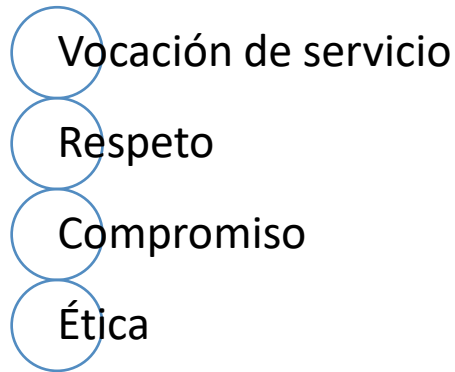 Vocación de servicio
Respeto
Compromiso
Ética